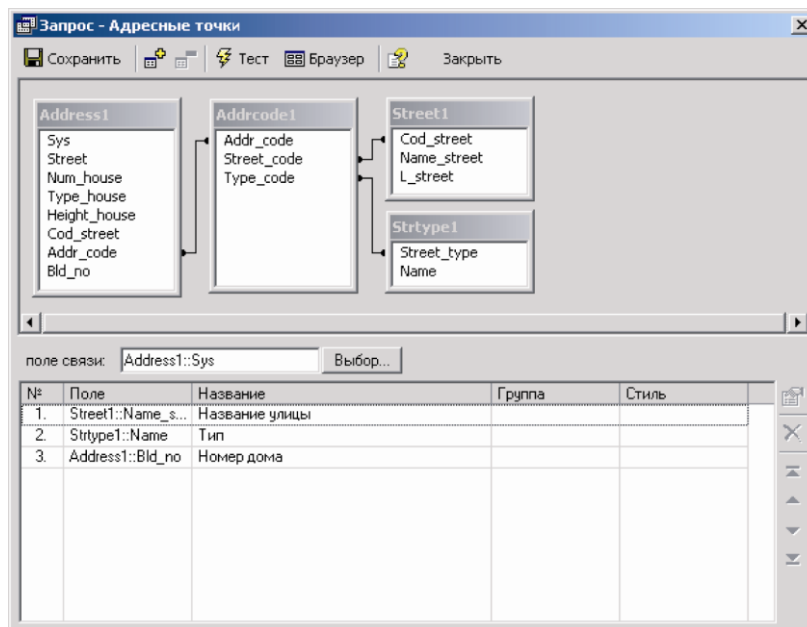 Запрос - Адресные точки
Сохранить Тест Браузер Закрыть
Address1
Sys
Street
Num_house
Type_house
Height_house
Cod_street
Addr_code
Bld_no
Addrcode1
Addr_code
Street_code
Type_code
Street1
Cod_street
Name_street
L_street
Strtype1
Street_type
Name
поле связи: Address1::Sys Выбор...
№ Поле Название Группа Стиль
1. Street1::Name_s... Название улицы
2. Strtype1::Name Тип
3. Address1::Bld_no Номер дома